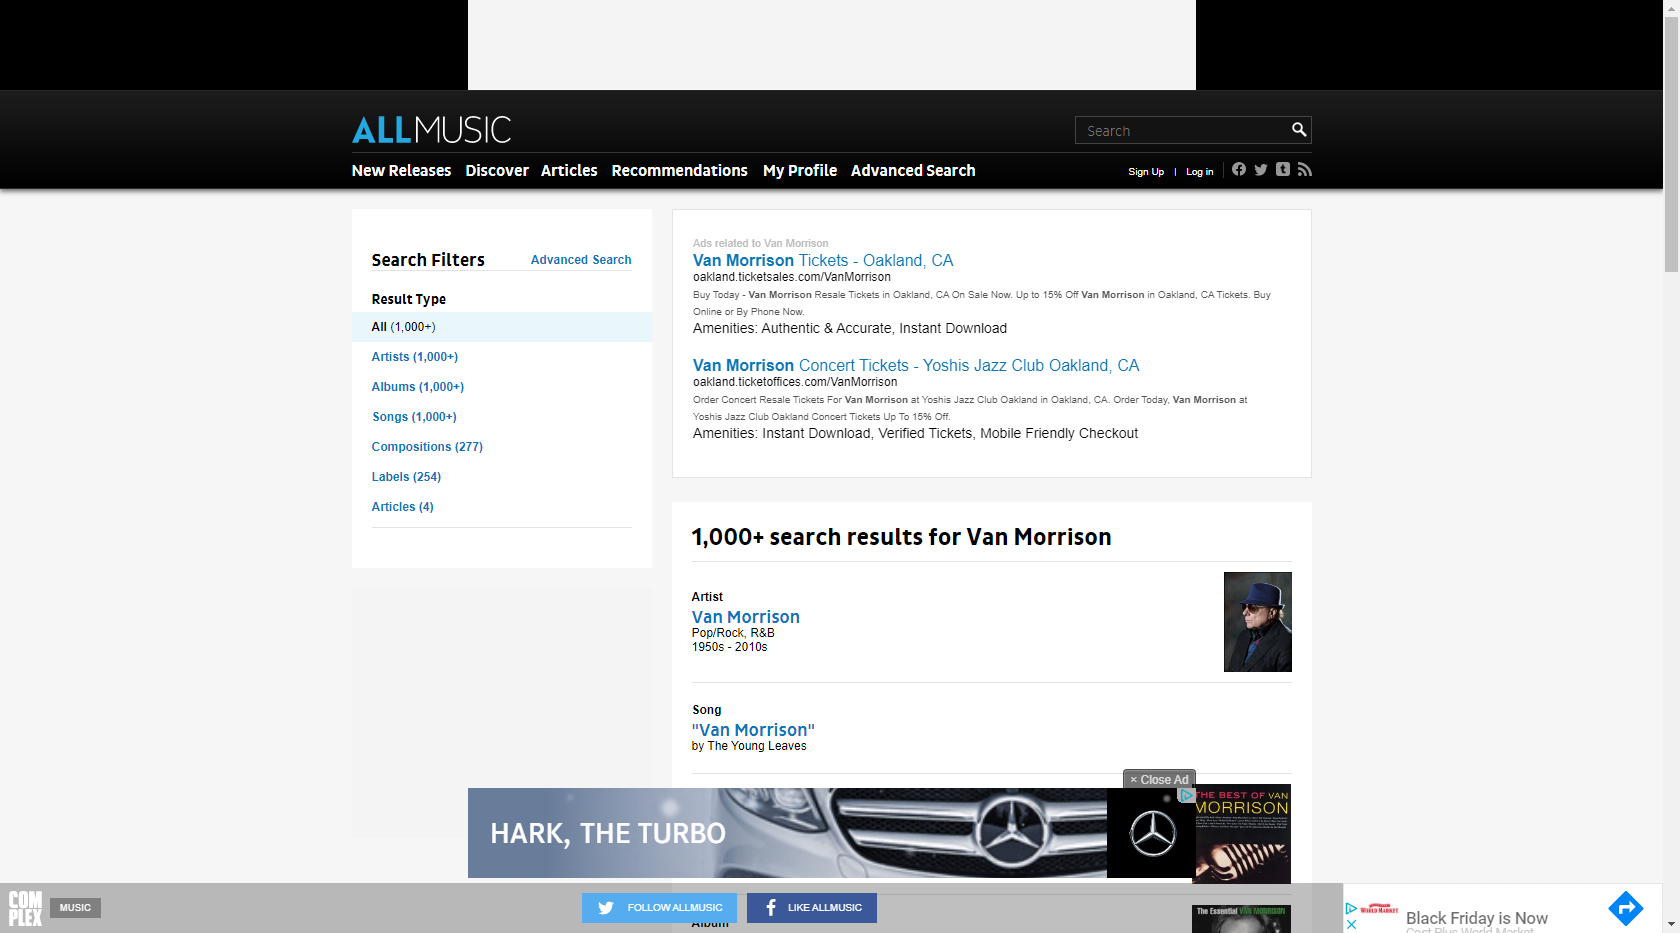 ALLMUSIC
Search
New Releases Discover Articles Recommendations My Profile Advanced Search
Sign Up | Log in
Search Filters Advanced Search
Result Type
All (1,000+)
Artists (1,000+)
Albums (1,000+)
Songs (1,000+)
Compositions (277)
Labels (254)
Articles (4)
Ads related to Van Morrison
Van Morrison Tickets - Oakland, CA
oakland.ticketsales.com/VanMorrison
Buy Today - Van Morrison Resale Tickets in Oakland, CA On Sale Now. Up to 15% Off Van Morrison in Oakland, CA Tickets. Buy
Online or By Phone Now.
Amenities: Authentic & Accurate, Instant Download
Van Morrison Concert Tickets - Yoshis Jazz Club Oakland, CA
oakland.ticketoffices.com/VanMorrison
Order Concert Resale Tickets For Van Morrison at Yoshis Jazz Club Oakland in Oakland, CA. Order Today, Van Morrison at
Yoshis Jazz Club Oakland Concert Tickets Up To 15% Off.
Amenities: Instant Download, Verified Tickets, Mobile Friendly Checkout
1,000+ search results for Van Morrison
Artist
Van Morrison
Pop/Rock, R&B
1950s - 2010s
Song
"Van Morrison"
by The Young Leaves
× Close Ad
HARK, THE TURBO
THE BEST OF VAN
MORRISON
COMPLEX
MUSIC
FOLLOW ALLMUSIC
LIKE ALLMUSIC
Album
The Essential VAN MORRISON
WORLD MARKET
Black Friday is Now
Cost Plus World Market